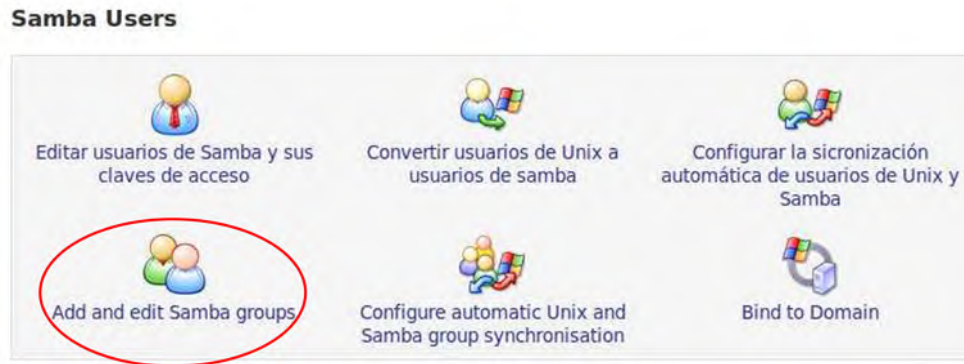 Samba Users
Editar usuarios de Samba y sus
claves de acceso
Convertir usuarios de Unix a
usuarios de samba
Configurar la sicronización
automática de usuarios de Unix y
Samba
Add and edit Samba groups
Configure automatic Unix and
Samba group synchronisation
Bind to Domain